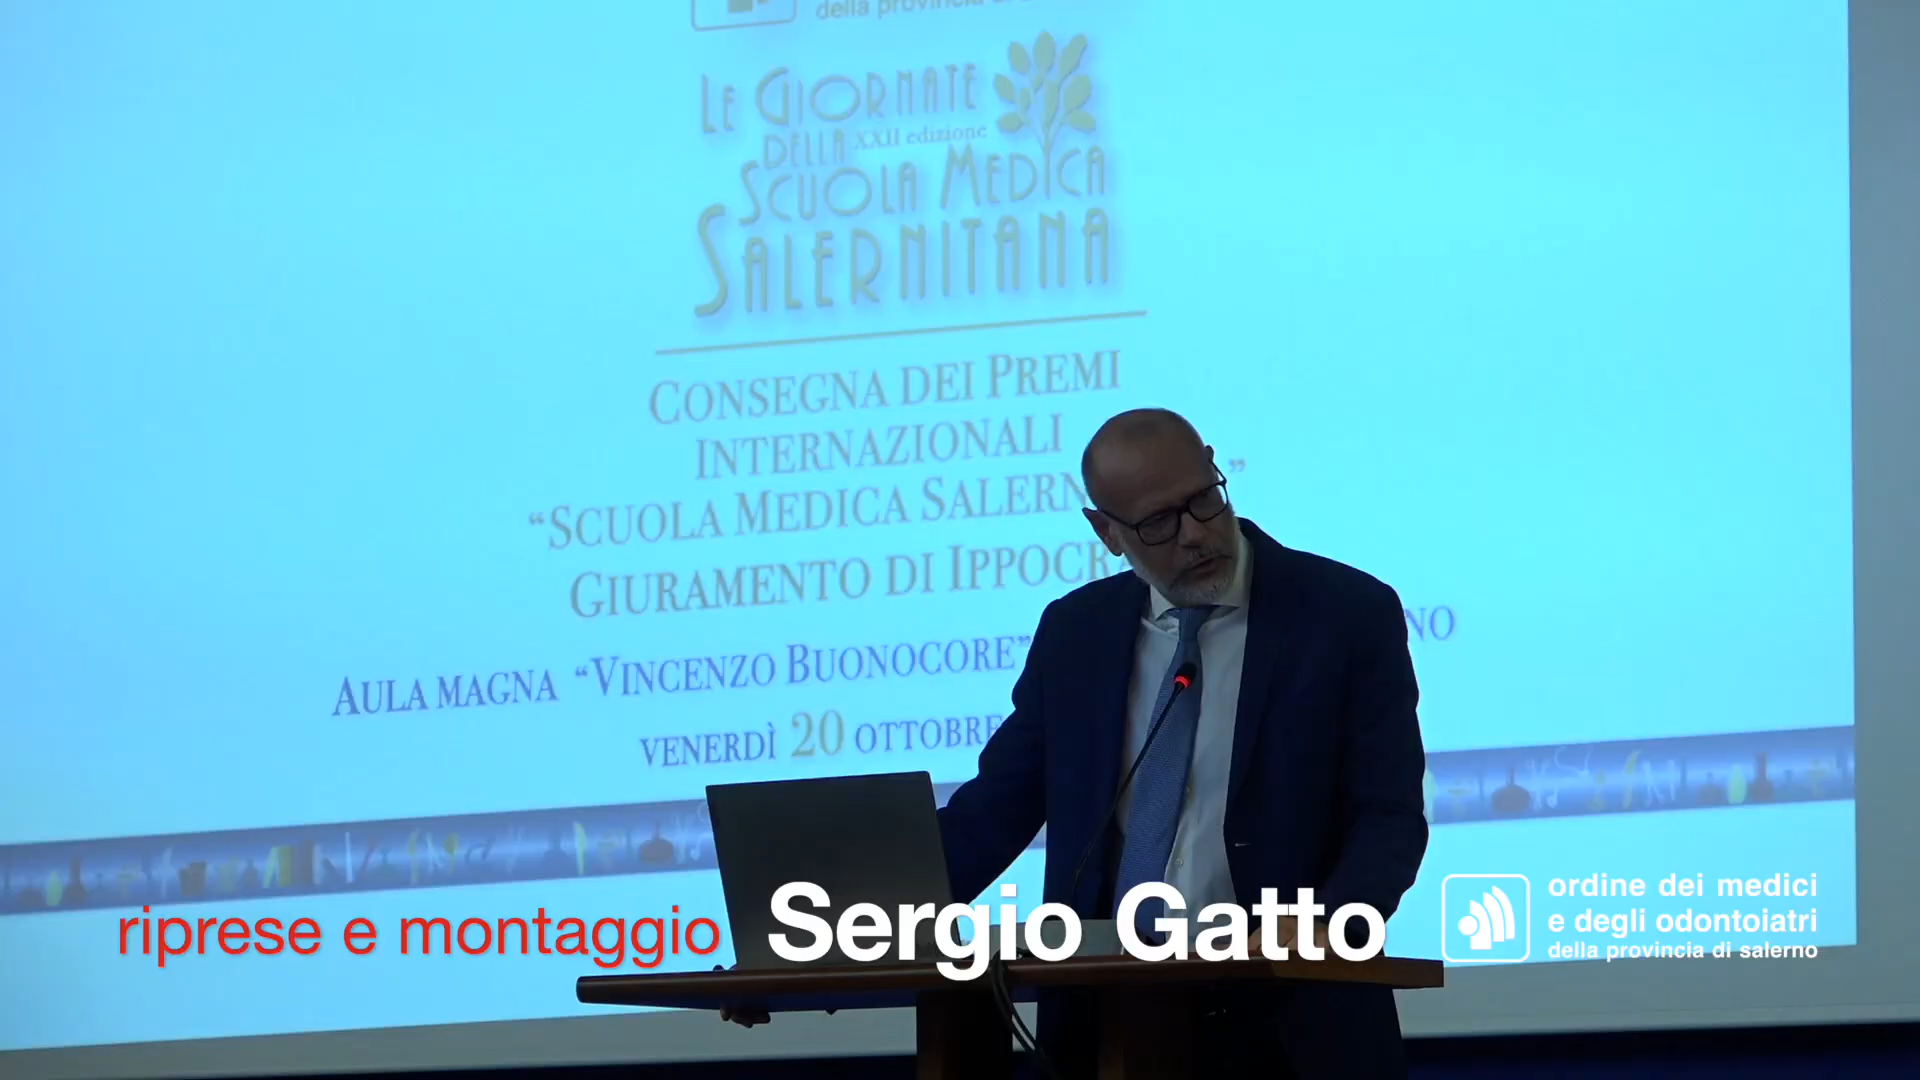 della provincia di
LE GIORNATE
DELLA XXII edizione
SCUOLA MEDICA
SALERNITANA
CONSEGNA DEI PREMI
INTERNAZIONALI
“SCUOLA MEDICA SALERN ”
GIURAMENTO DI IPPOCR
AULA MAGNA “VINCENZO BUONOCORE” NO
VENERDÌ 20 OTTOBRE
riprese e montaggio Sergio Gatto
ordine dei medici
e degli odontoiatri
della provincia di salerno